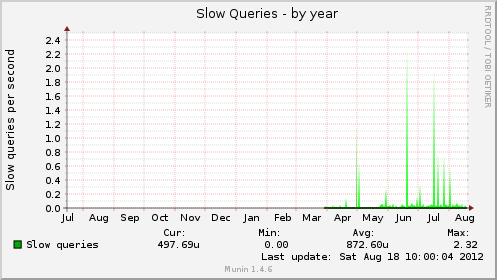 Slow Queries - by year
RRDTOOL / TOBI OETIKER
Slow queries per second
2.4
2.2
2.0
1.8
1.6
1.4
1.2
1.0
0.8
0.6
0.4
0.2
0.0
Jul Aug Sep Oct Nov Dec Jan Feb Mar Apr May Jun Jul Aug
Cur: Min: Avg: Max:
Slow queries 497.69u 0.00 872.60u 2.32
Last update: Sat Aug 18 10:00:04 2012
Munin 1.4.6